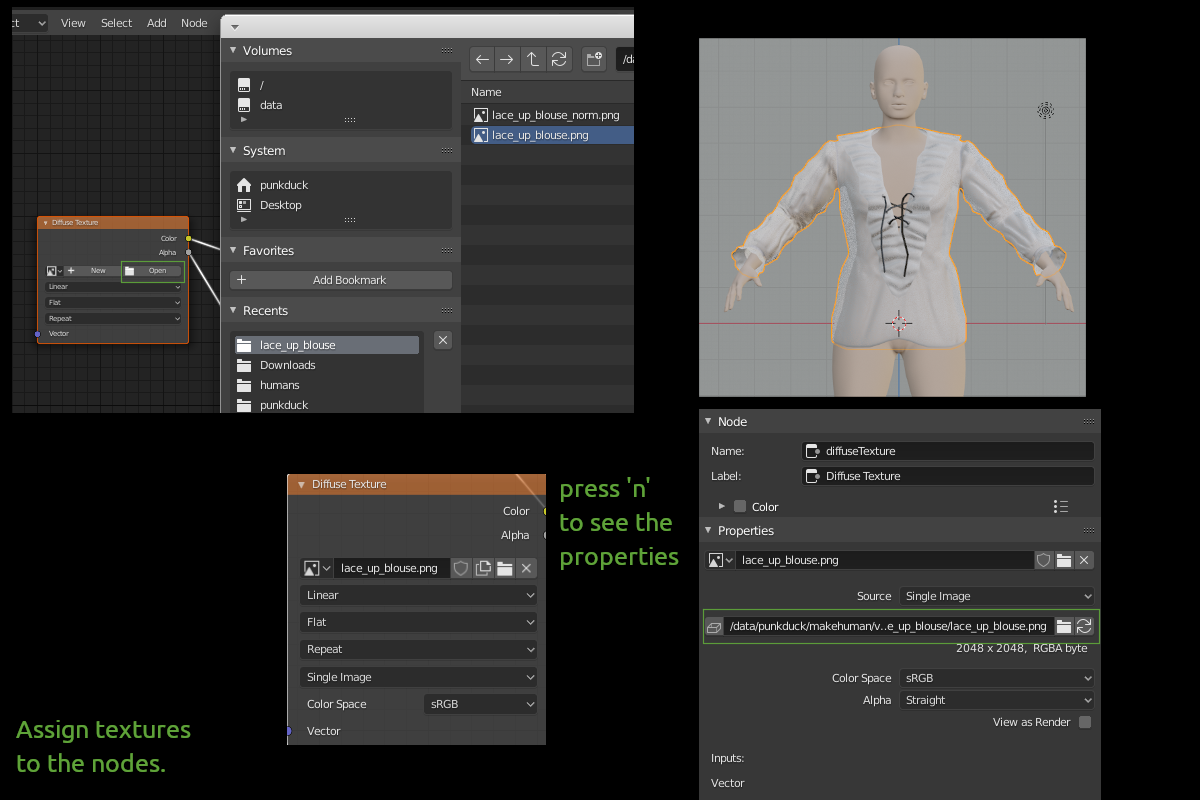 ct
View Select Add Node
Diffuse Texture
Color
Alpha
New Open
Linear
Flat
Repeat
Vector
Volumes
/
data
System
punkduck
Desktop
Favorites
Add Bookmark
Recents
lace_up_blouse
Downloads
humans
punkduck
/da
Name
lace_up_blouse_norm.png
lace_up_blouse.png
Diffuse Texture
Color
Alpha
lace_up_blouse.png
Linear
Flat
Repeat
Single Image
Color Space sRGB
Vector
press 'n'
to see the
properties
Assign textures
to the nodes.
Node
Name: diffuseTexture
Label: Diffuse Texture
Color
Properties
lace_up_blouse.png
Source Single Image
/data/punkduck/makehuman/v..e_up_blouse/lace_up_blouse.png
2048 x 2048, RGBA byte
Color Space sRGB
Alpha Straight
View as Render
Inputs:
Vector